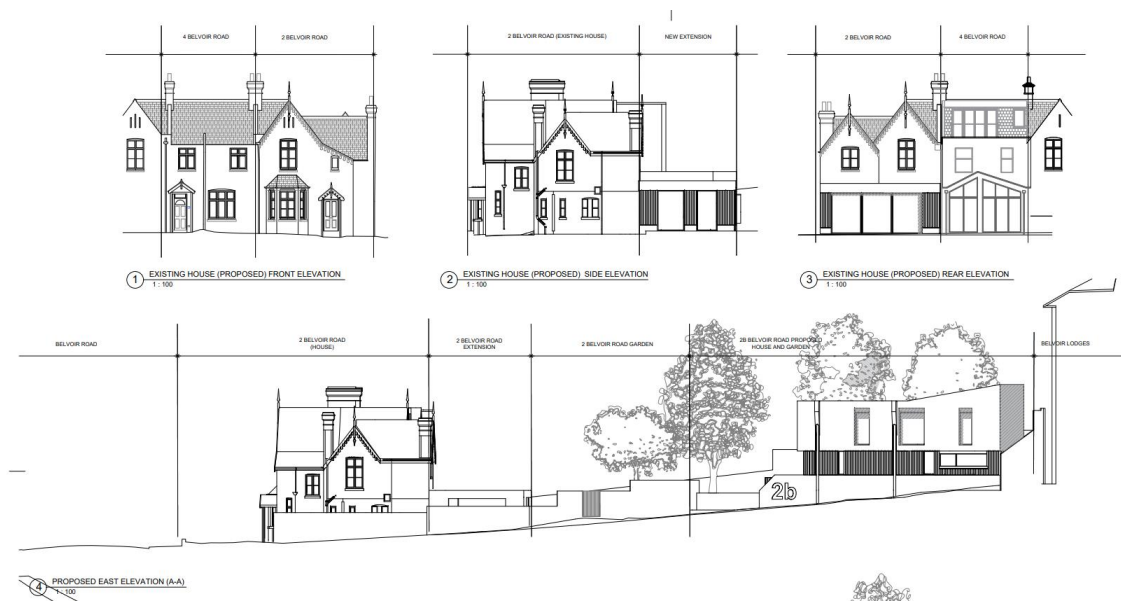 4 BELVOIR ROAD
2 BELVOIR ROAD
2 BELVOIR ROAD (EXISTING HOUSE)
NEW EXTENSION
2 BELVOIR ROAD
4 BELVOIR ROAD
1 EXISTING HOUSE (PROPOSED) FRONT ELEVATION
1 : 100
2 EXISTING HOUSE (PROPOSED) SIDE ELEVATION
1 : 100
3 EXISTING HOUSE (PROPOSED) REAR ELEVATION
1 : 100
BELVOIR ROAD
2 BELVOIR ROAD
(HOUSE)
2 BELVOIR ROAD
EXTENSION
2 BELVOIR ROAD GARDEN
2B BELVOIR ROAD PROPOSED
HOUSE AND GARDEN
BELVOIR LODGES
2b
4 PROPOSED EAST ELEVATION (A-A)
1 : 100